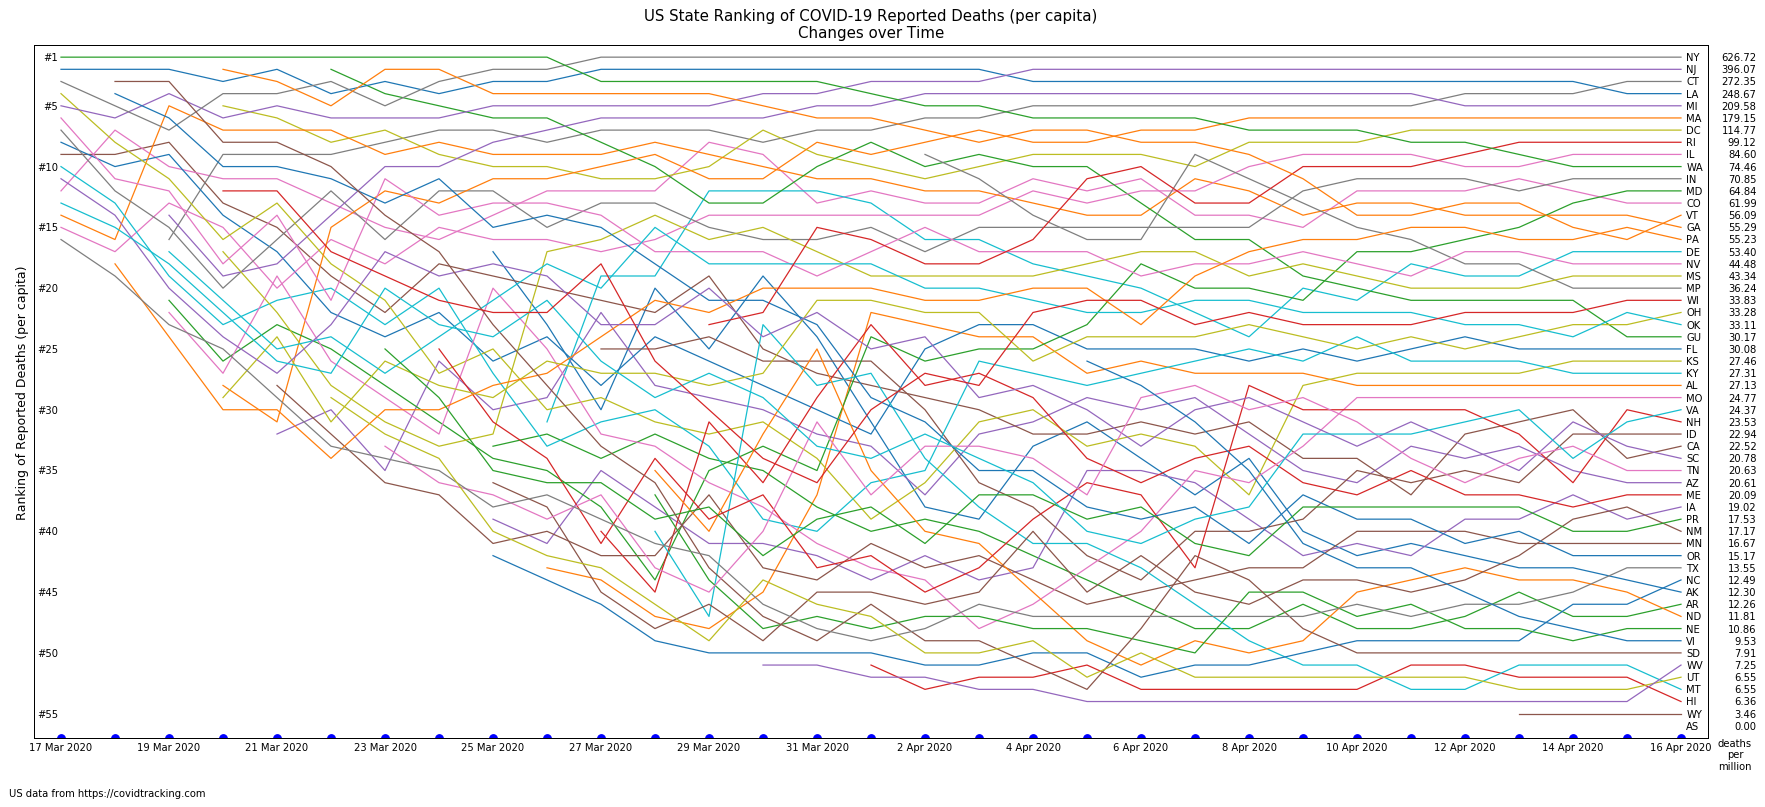 US State Ranking of COVID-19 Reported Deaths (per capita)
Changes over Time
Ranking of Reported Deaths (per capita)
#1
#5
#10
#15
#20
#25
#30
#35
#40
#45
#50
#55
NY 626.72
NJ 396.07
CT 272.35
LA 248.67
MI 209.58
MA 179.15
DC 114.77
RI 99.12
IL 84.60
WA 74.46
IN 70.85
MD 64.84
CO 61.99
VT 56.09
GA 55.29
PA 55.23
DE 53.40
NV 44.48
MS 43.34
MP 36.24
WI 33.83
OH 33.28
OK 33.11
GU 30.17
FL 30.08
KS 27.46
KY 27.31
AL 27.13
MO 24.77
VA 24.37
NH 23.53
ID 22.94
CA 22.52
SC 20.78
TN 20.63
AZ 20.61
ME 20.09
IA 19.02
PR 17.53
NM 17.17
MN 16.67
OR 15.17
TX 13.55
NC 12.49
AK 12.30
AR 12.26
ND 11.81
NE 10.86
VI 9.53
SD 7.91
WV 7.25
UT 6.55
MT 6.55
HI 6.36
WY 3.46
AS 0.00
17 Mar 2020 19 Mar 2020 21 Mar 2020 23 Mar 2020 25 Mar 2020 27 Mar 2020 29 Mar 2020 31 Mar 2020 2 Apr 2020 4 Apr 2020 6 Apr 2020 8 Apr 2020 10 Apr 2020 12 Apr 2020 14 Apr 2020 16 Apr 2020
deaths
per
million
US data from https://covidtracking.com